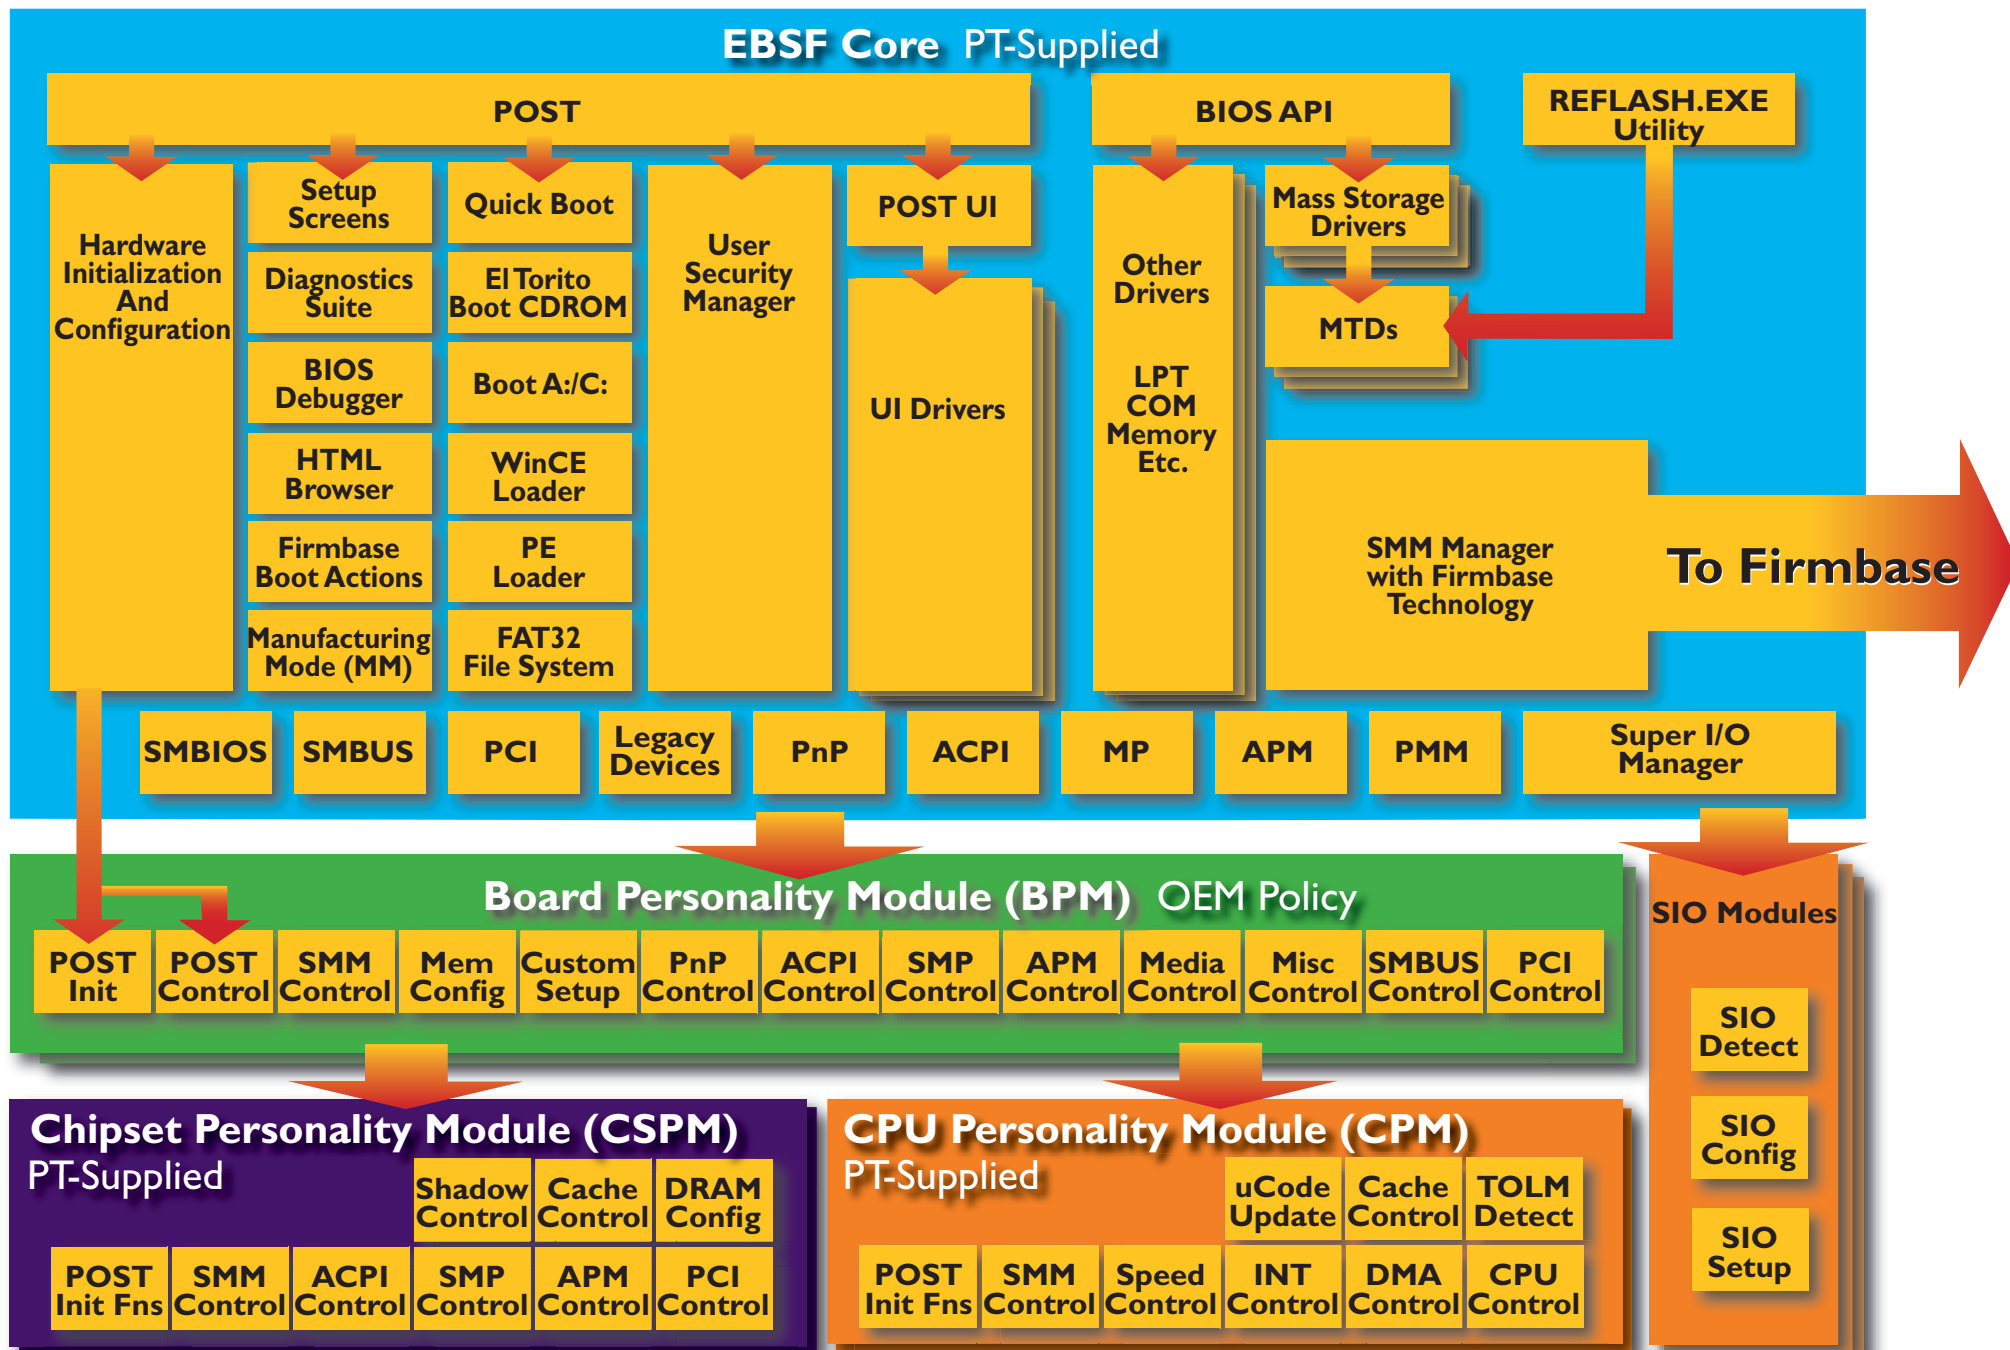 EBSF Core PT-Supplied
POST
BIOS API
REFLASH.EXE
Utility
Hardware
Initialization
And
Configuration
Setup
Screens
Diagnostics
Suite
BIOS
Debugger
HTML
Browser
Firmbase
Boot Actions
Manufacturing
Mode (MM)
Quick Boot
El Torito
Boot CDROM
Boot A:/C:
WinCE
Loader
PE
Loader
FAT32
File System
User
Security
Manager
POST UI
UI Drivers
Other
Drivers
LPT
COM
Memory
Etc.
Mass Storage
Drivers
MTDs
SMM Manager
with Firmbase
Technology
To Firmbase
SMBIOS
SMBUS
PCI
Legacy
Devices
PnP
ACPI
MP
APM
PMM
Super I/O
Manager
Board Personality Module (BPM) OEM Policy
POST
Init
POST
Control
SMM
Control
Mem
Config
Custom
Setup
PnP
Control
ACPI
Control
SMP
Control
APM
Control
Media
Control
Misc
Control
SMBUS
Control
PCI
Control
SIO Modules
SIO
Detect
SIO
Config
SIO
Setup
Chipset Personality Module (CSPM)
PT-Supplied
Shadow
Control
Cache
Control
DRAM
Config
POST
Init Fns
SMM
Control
ACPI
Control
SMP
Control
APM
Control
PCI
Control
CPU Personality Module (CPM)
PT-Supplied
uCode
Update
Cache
Control
TOLM
Detect
POST
Init Fns
SMM
Control
Speed
Control
INT
Control
DMA
Control
CPU
Control